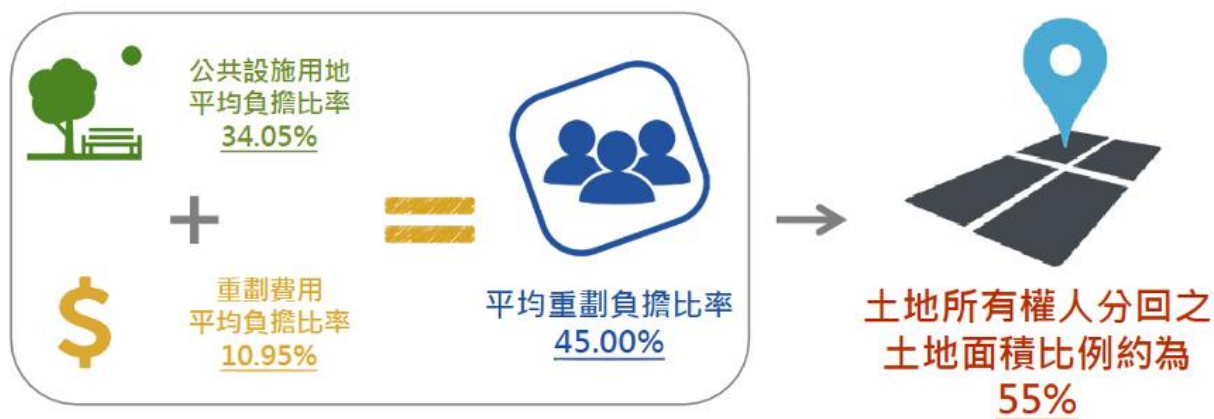 公共設施用地
平均負擔比率
34.05%
+
$
重劃費用
平均負擔比率
10.95%
=
平均重劃負擔比率
45.00%
→
土地所有權人分回之
土地面積比例約為
55%